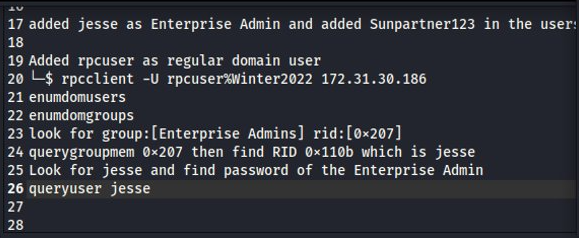 17 added jesse as Enterprise Admin and added Sunpartner123 in the user
18
19 Added rpcuser as regular domain user
20 └─$ rpcclient -U rpcuser%Winter2022 172.31.30.186
21 enumdomusers
22 enumdomgroups
23 look for group:[Enterprise Admins] rid:[0×207]
24 querygroupmem 0×207 then find RID 0×110b which is jesse
25 Look for jesse and find password of the Enterprise Admin
26 queryuser jesse
27
28